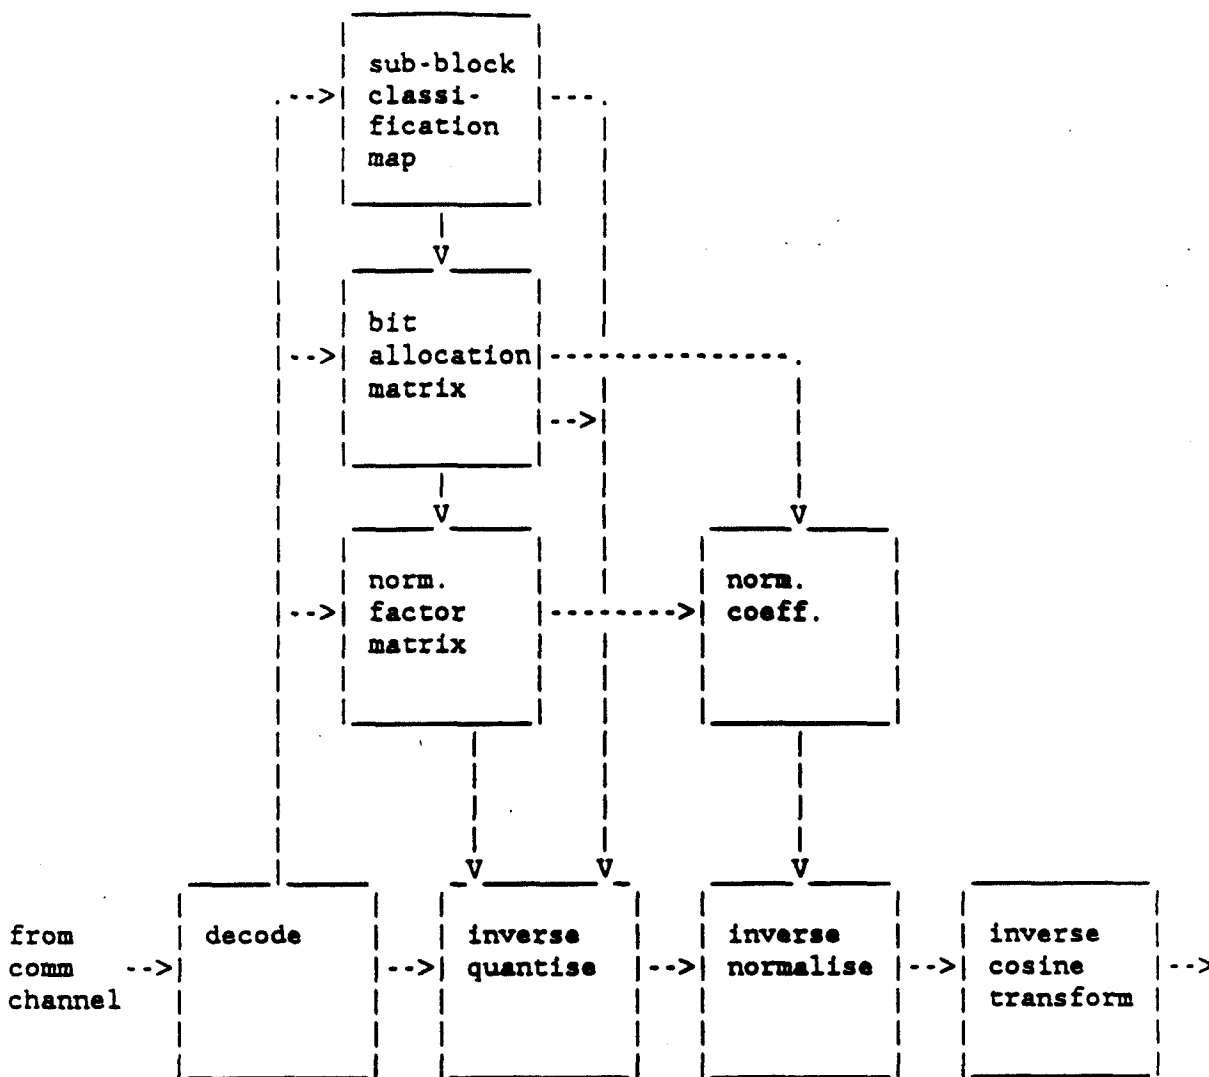 sub-block
classi-
fication
map
bit
allocation
matrix
norm.
factor
matrix
norm.
coeff.
from
comm
channel
decode
inverse
quantise
inverse
normalise
inverse
cosine
transform